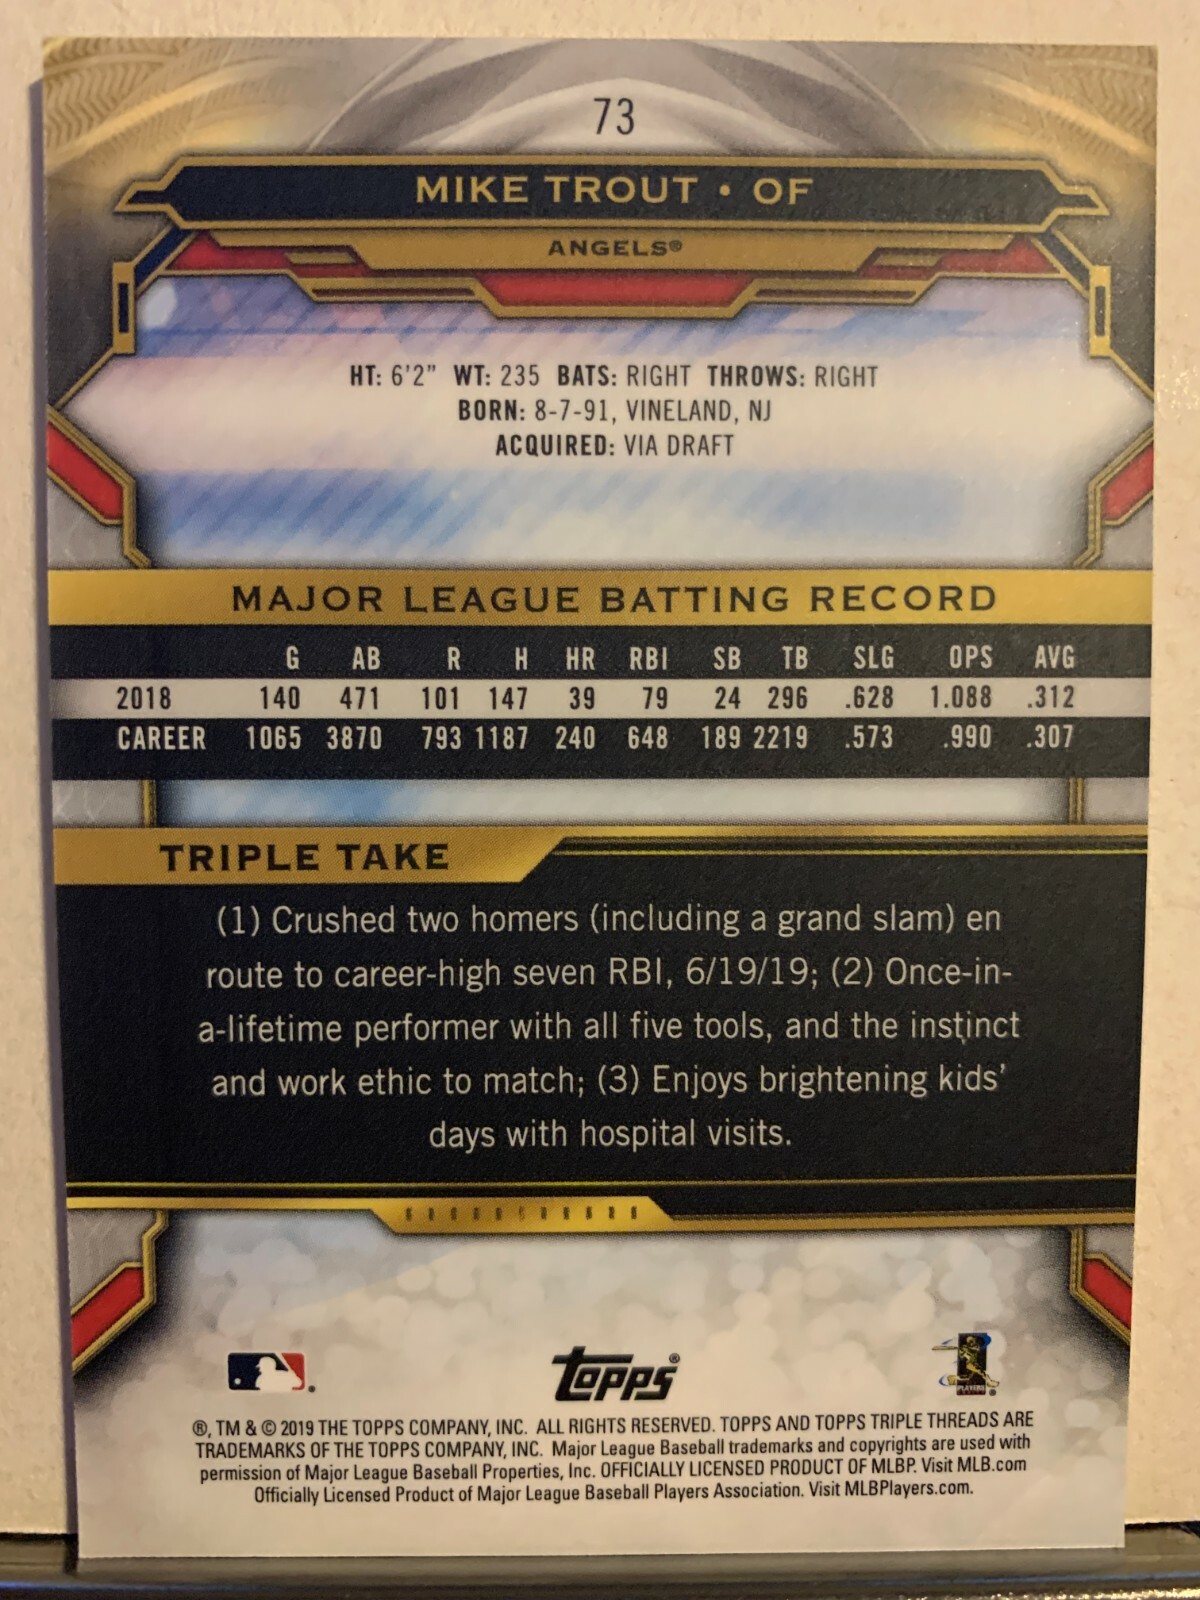 73
MIKE TROUT • OF
ANGELS®
HT: 6'2" WT: 235 BATS: RIGHT THROWS: RIGHT
BORN: 8-7-91, VINELAND, NJ
ACQUIRED: VIA DRAFT
MAJOR LEAGUE BATTING RECORD
G AB R H HR RBI SB TB SLG OPS AVG
2018 140 471 101 147 39 79 24 296 .628 1.088 .312
CAREER 1065 3870 793 1187 240 648 189 2219 .573 .990 .307
TRIPLE TAKE
(1) Crushed two homers (including a grand slam) en
route to career-high seven RBI, 6/19/19; (2) Once-in-
a-lifetime performer with all five tools, and the instinct
and work ethic to match; (3) Enjoys brightening kids'
days with hospital visits.
topps®
PLAYERS
®, TM & © 2019 THE TOPPS COMPANY, INC. ALL RIGHTS RESERVED. TOPPS AND TOPPS TRIPLE THREADS ARE
TRADEMARKS OF THE TOPPS COMPANY, INC. Major League Baseball trademarks and copyrights are used with
permission of Major League Baseball Properties, Inc. OFFICIALLY LICENSED PRODUCT OF MLBP. Visit MLB.com
Officially Licensed Product of Major League Baseball Players Association. Visit MLBPlayers.com.